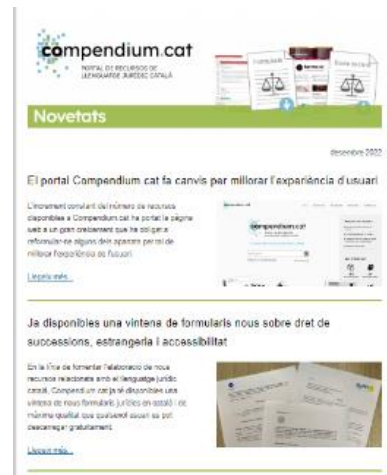 compendium.cat
PORTAL DE RECURSOS DE
LLENGUATGE JURÍDIC CATALÀ
Novetats
desembre 2022
El portal Compendium cat fa canvis per millorar l'experiència d'usuari
L'increment constant del número de recursos
disponibles a Compendium.cat ha portat la pàgina
web a un gran creixement que ha obligat a
reformular-se alguns dels apartats per tal de
millorar l'experiència de l'usuari.
Llegeix més...
compendium.cat
Ja disponibles una vintena de formularis nous sobre dret de
successions, estrangeria i accessibilitat
En la línia de fomentar l'elaboració de nous
recursos relacionats amb el llenguatge jurídic
català, Compendium.cat ja té disponibles una
vintena de nous formularis jurídics en català i de
màxima qualitat que qualsevol usuari es pot
descarregar gratuïtament.
Llegeix més...